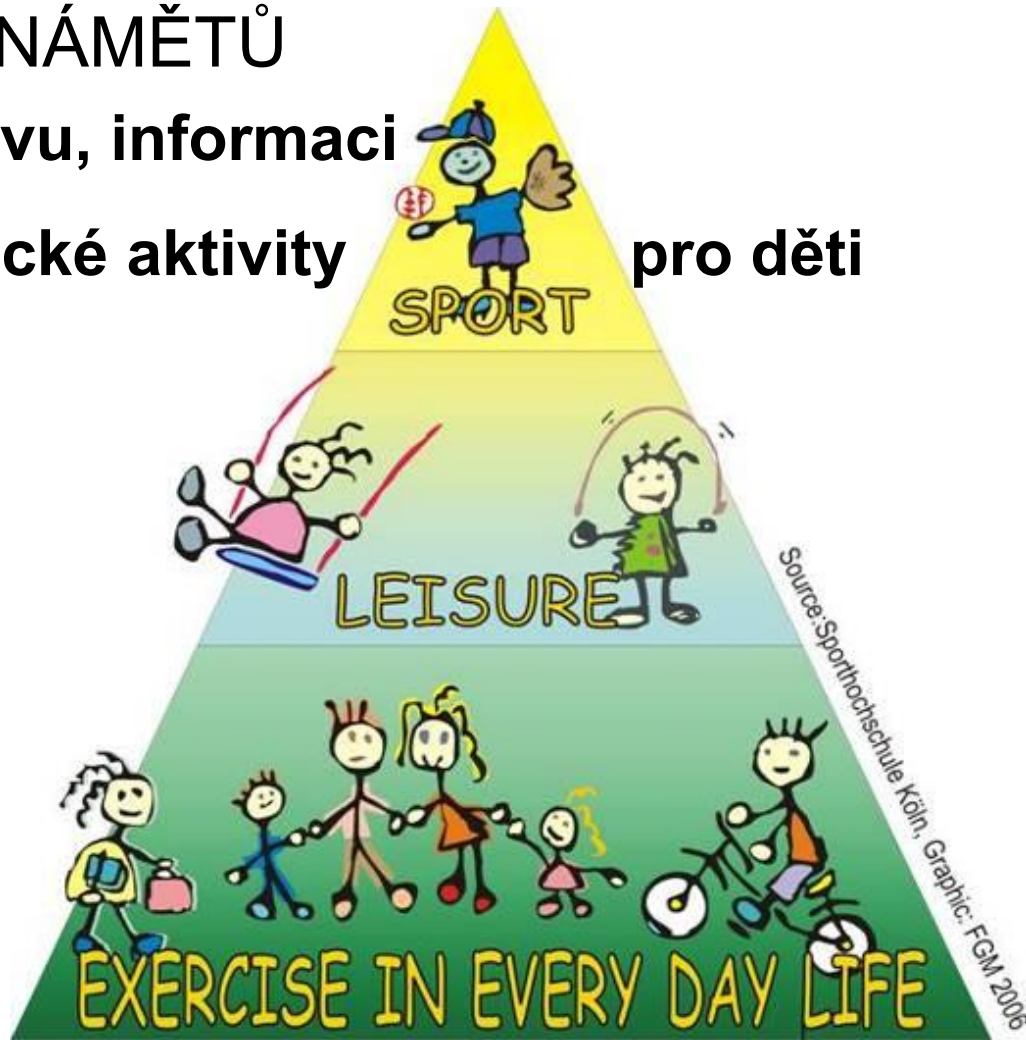 NÁMĚTŮ
vu, informaci
cké aktivity pro děti
SPORT
LEISURE
EXERCISE IN EVERY DAY LIFE
Source:Sporthochschule Köln, Graphic: FGM 2006